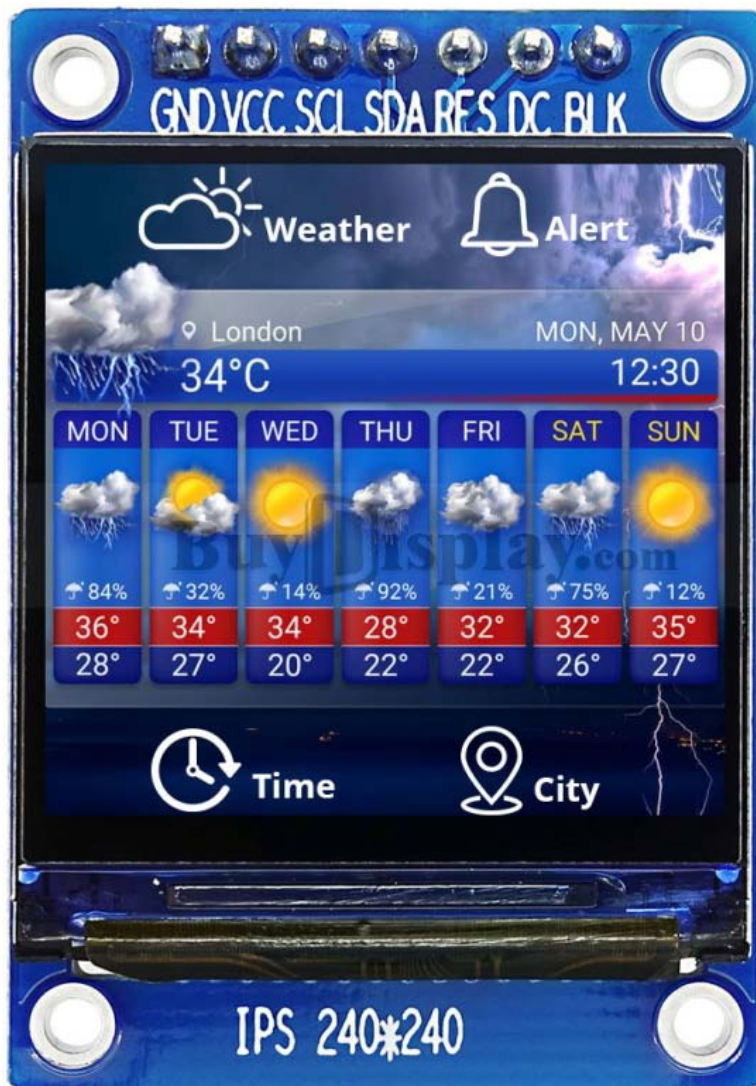 GND VCC SCL SDA RES DC BLK
Weather
Alert
London
MON, MAY 10
34°C
12:30
MON TUE WED THU FRI SAT SUN
BuyDisplay.com
84% 32% 14% 92% 21% 75% 12%
36° 34° 34° 28° 32° 32° 35°
28° 27° 20° 22° 22° 26° 27°
Time
City
IPS 240*240